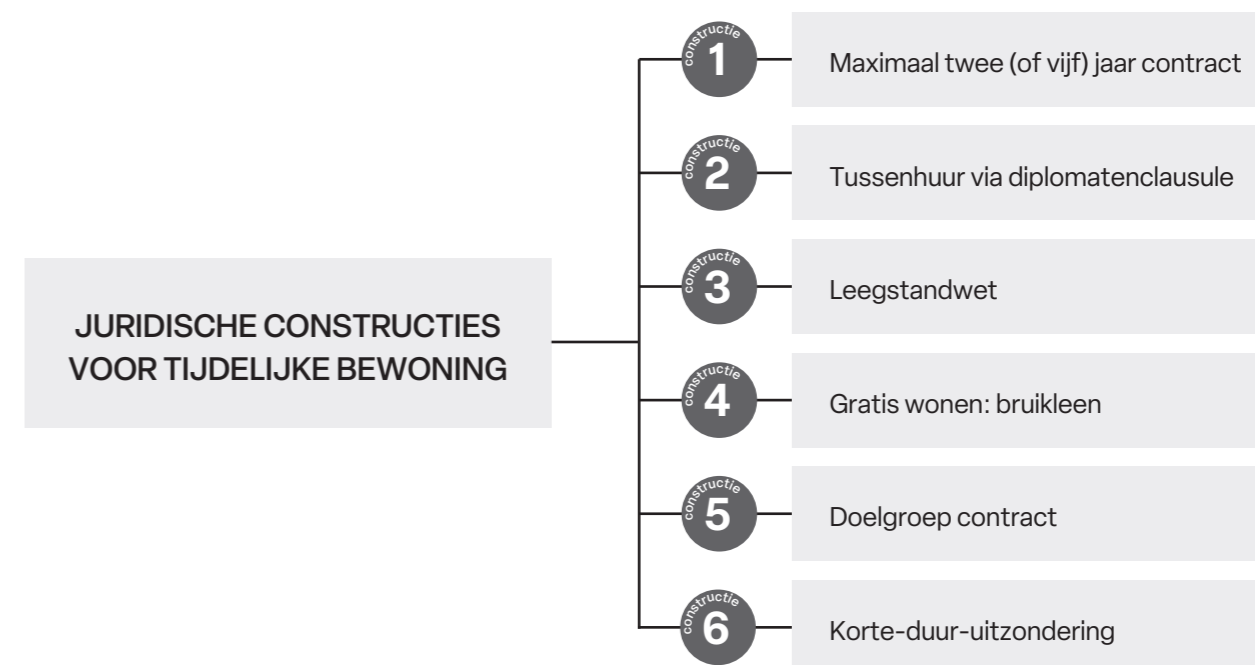 JURIDISCHE CONSTRUCTIES
VOOR TIJDELIJKE BEWONING
constructie
1
Maximaal twee (of vijf) jaar contract
constructie
2
Tussenhuur via diplomatenclausule
constructie
3
Leegstandwet
constructie
4
Gratis wonen: bruikleen
constructie
5
Doelgroep contract
constructie
6
Korte-duur-uitzondering